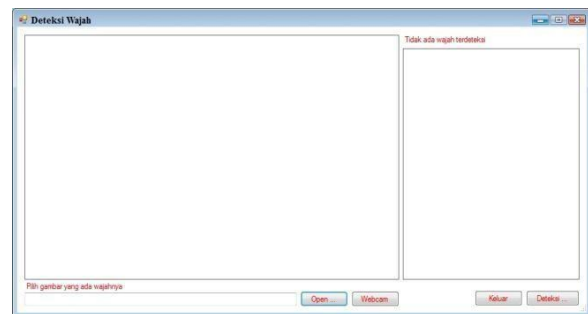 Deteksi Wajah
Tidak ada wajah terdeteksi
Pilih gambar yang ada wajahnya
Open ...
Webcam
Keluar
Deteksi ...